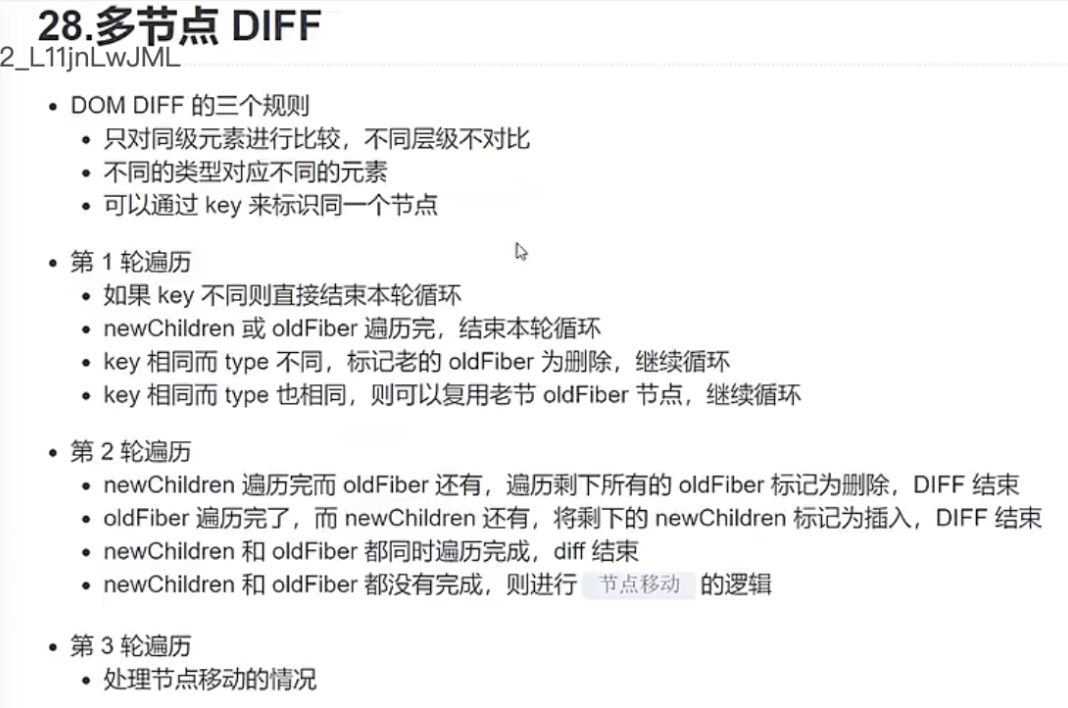 28.多节点 DIFF
2_L11jnLwJML
DOM DIFF 的三个规则
只对同级元素进行比较，不同层级不对比
不同的类型对应不同的元素
可以通过 key 来标识同一个节点
第 1 轮遍历
如果 key 不同则直接结束本轮循环
newChildren 或 oldFiber 遍历完，结束本轮循环
key 相同而 type 不同，标记老的 oldFiber 为删除，继续循环
key 相同而 type 也相同，则可以复用老节 oldFiber 节点，继续循环
第 2 轮遍历
newChildren 遍历完而 oldFiber 还有，遍历剩下所有的 oldFiber 标记为删除，DIFF 结束
oldFiber 遍历完了，而 newChildren 还有，将剩下的 newChildren 标记为插入，DIFF 结束
newChildren 和 oldFiber 都同时遍历完成，diff 结束
newChildren 和 oldFiber 都没有完成，则进行 节点移动 的逻辑
第 3 轮遍历
处理节点移动的情况